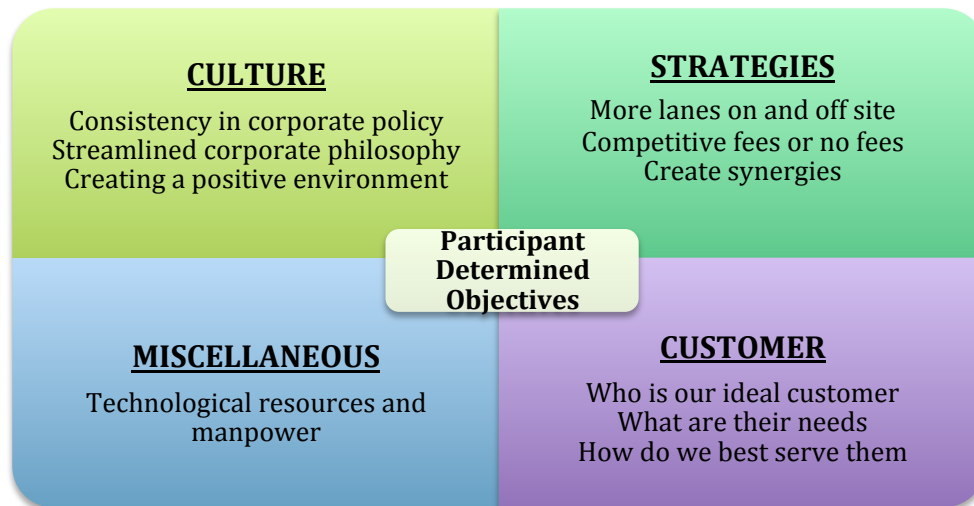 CULTURE
Consistency in corporate policy
Streamlined corporate philosophy
Creating a positive environment
STRATEGIES
More lanes on and off site
Competitive fees or no fees
Create synergies
Participant
Determined
Objectives
MISCELLANEOUS
Technological resources and
manpower
CUSTOMER
Who is our ideal customer
What are their needs
How do we best serve them